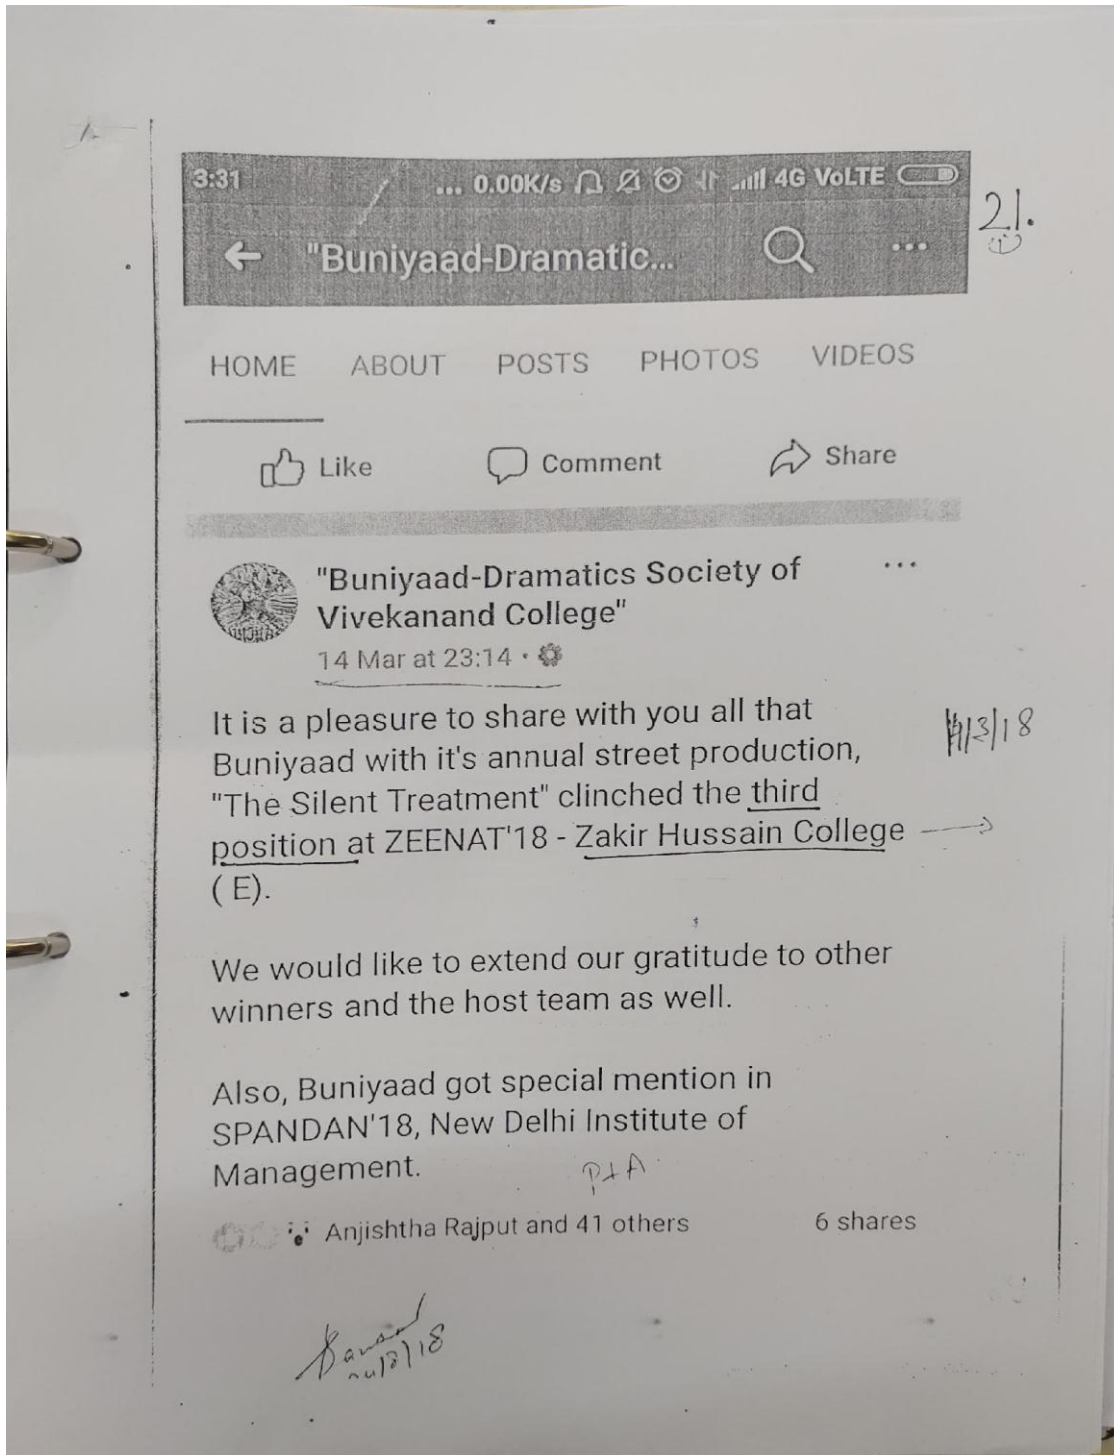 3:31 ... 0.00K/s 4G VoLTE
21.
"Buniyaad-Dramatic... ...
HOME ABOUT POSTS PHOTOS VIDEOS
Like Comment Share
"Buniyaad-Dramatics Society of ...
Vivekanand College"
14 Mar at 23:14 ·
It is a pleasure to share with you all that
Buniyaad with it's annual street production,
"The Silent Treatment" clinched the third
position at ZEENAT'18 - Zakir Hussain College
(E).
We would like to extend our gratitude to other
winners and the host team as well.
Also, Buniyaad got special mention in
SPANDAN'18, New Delhi Institute of
Management.
Anjishtha Rajput and 41 others 6 shares